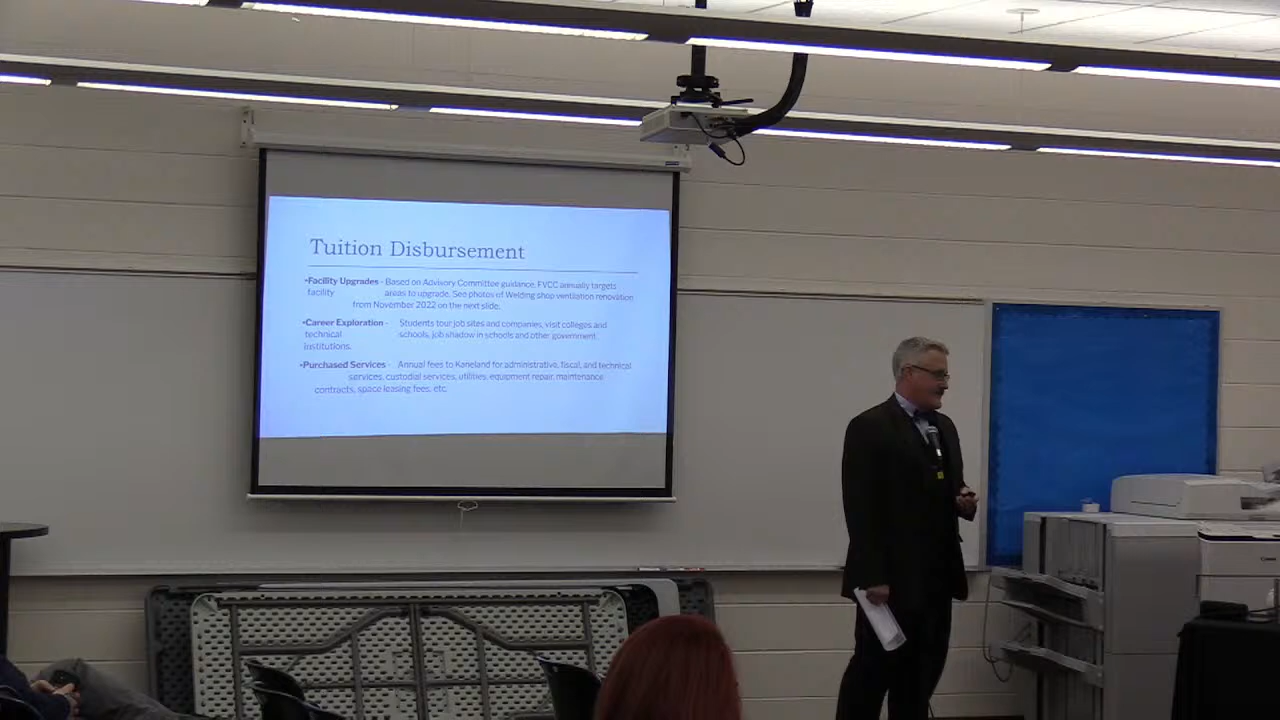 Tuition Disbursement
•Facility Upgrades - Based on Advisory Committee guidance, FVCC annually targets
facility areas to upgrade. See photos of Welding shop ventilation renovation
from November 2022 on the next slide.
•Career Exploration - Students tour job sites and companies, visit colleges and
technical schools, job shadow in schools and other government.
institutions.
•Purchased Services - Annual fees to Kaneland for administrative, fiscal, and technical
services, custodial services, utilities, equipment repair, maintenance
contracts, space leasing fees, etc.
Canon